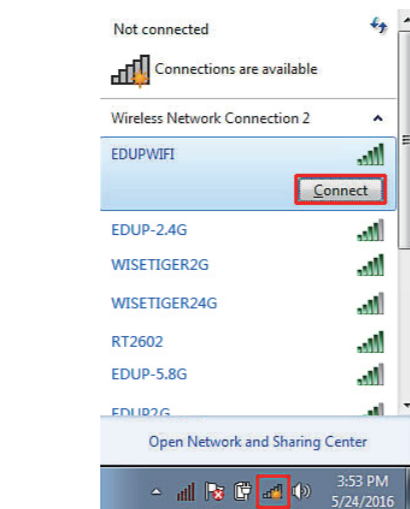 Not connected
Connections are available
Wireless Network Connection 2
EDUPWIFI
Connect
EDUP-2.4G
WISETIGER2G
WISETIGER24G
RT2602
EDUP-5.8G
EDUP2G
Open Network and Sharing Center
3:53 PM
5/24/2016